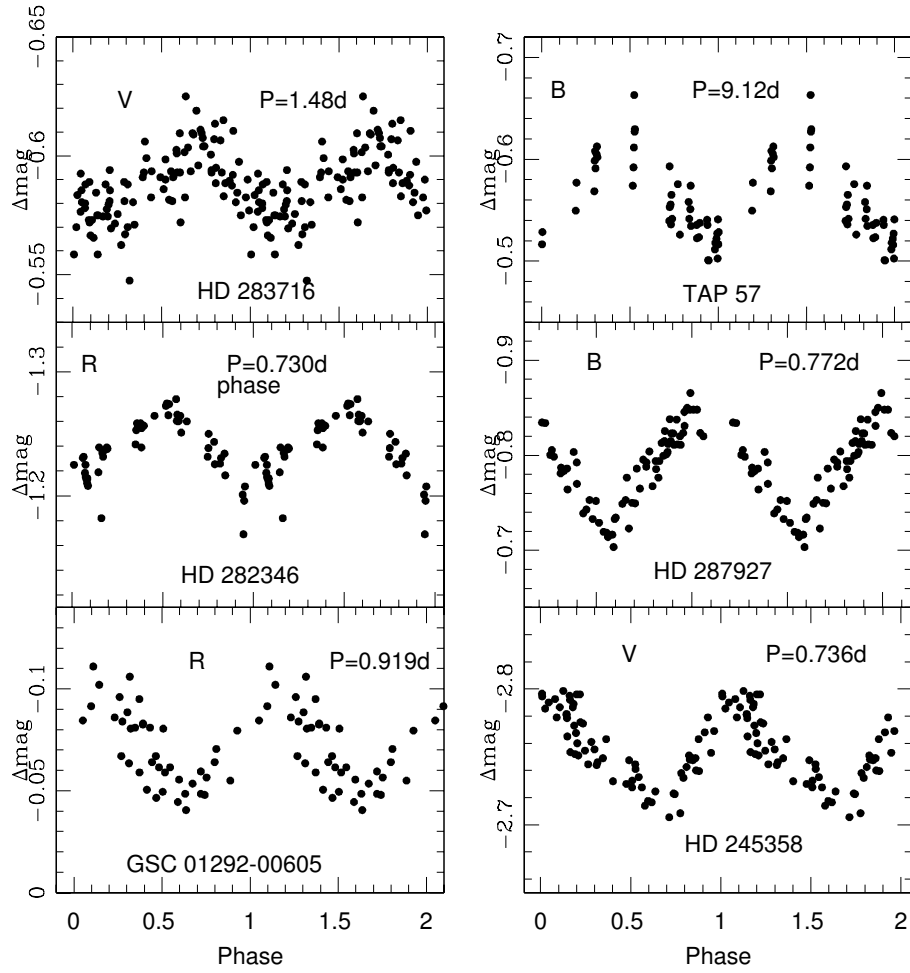 −0.65
−0.6
−0.55
Δmag
V
P=1.48d
HD 283716
−0.7
−0.6
−0.5
Δmag
B
P=9.12d
TAP 57
−1.3
−1.2
Δmag
R
P=0.730d
phase
HD 282346
−0.9
−0.8
−0.7
Δmag
B
P=0.772d
HD 287927
−0.1
−0.05
0
Δmag
R
P=0.919d
GSC 01292-00605
0 0.5 1 1.5 2
Phase
−2.8
−2.7
Δmag
V
P=0.736d
HD 245358
0 0.5 1 1.5 2
Phase